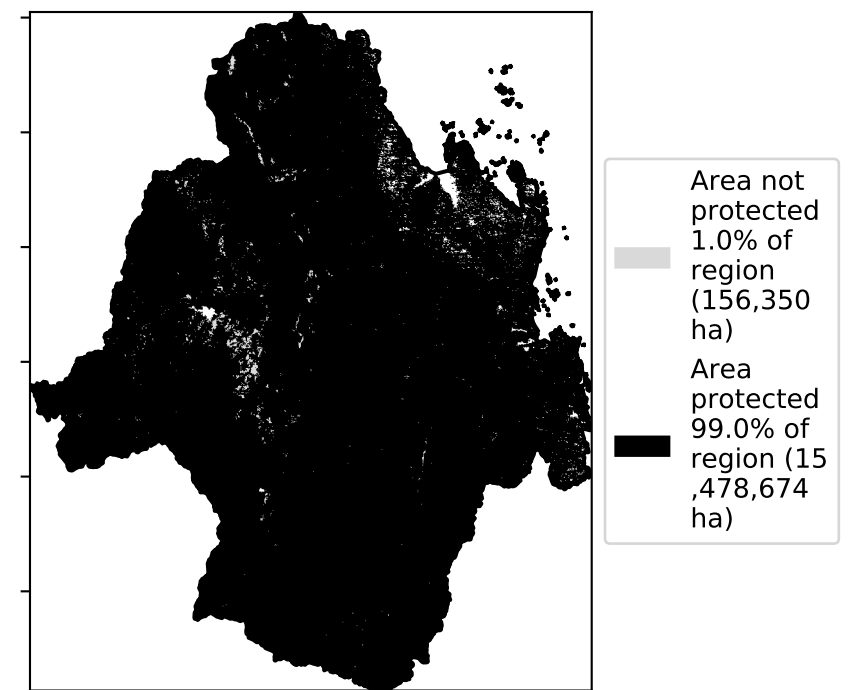 Area not
protected
1.0% of
region
(156,350
ha)
Area
protected
99.0% of
region (15
,478,674
ha)